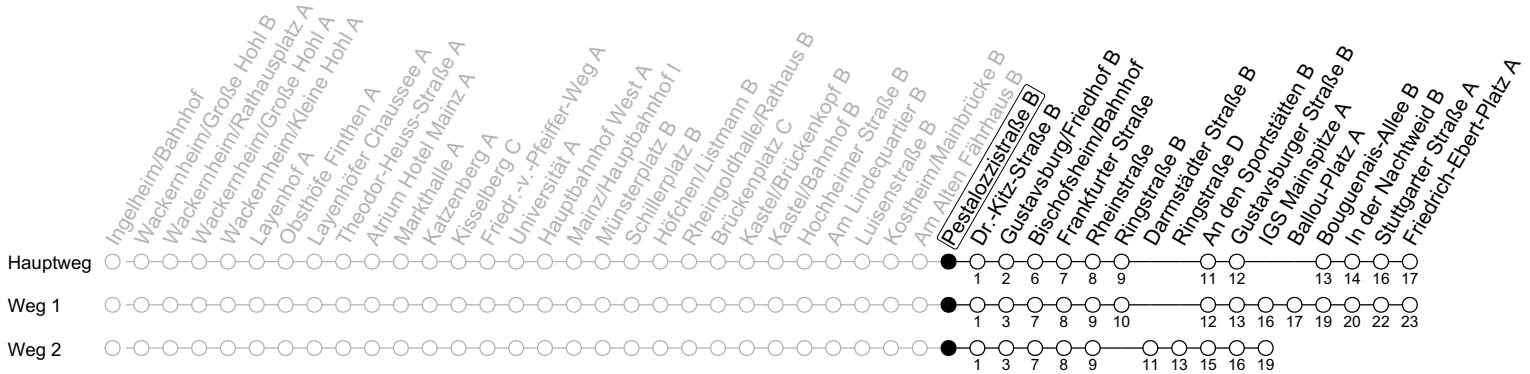 Ingelheim/Bahnhof
Wackernheim/Große Hohl B
Wackernheim/Rathausplatz A
Wackernheim/Große Hohl A
Wackernheim/Kleine Hohl A
Layenhof A
Obsthöfe Finthen A
Layenhöfer Chaussee A
Theodor-Heuss-Straße A
Atrium Hotel Mainz A
Markthalle A
Katzenberg A
Kisselberg C
Friedr.-v.-Pfeiffer-Weg A
Universität A
Hauptbahnhof West A
Mainz/Hauptbahnhof I
Münsterplatz B
Schillerplatz B
Höfchen/Listmann B
Rheingoldhalle/Rathaus B
Brückenplatz C
Kastel/Brückenkopf B
Kastel/Bahnhof B
Hochheimer Straße B
Am Lindequartier B
Luisenstraße B
Kostheim/Mainbrücke B
Am Alten Fährhaus B
Pestalozzistraße B
Dr.-Kitz-Straße B
Gustavsburg/Friedhof B
Bischofsheim/Bahnhof
Frankfurter Straße
Rheinstraße
Ringstraße B
Darmstädter Straße B
Ringstraße D
An den Sportstätten B
Gustavsburger Straße B
IGS Mainspitze A
Ballou-Platz A
Bouguenais-Allee B
In der Nachtweid B
Stuttgarter Straße A
Friedrich-Ebert-Platz A
Hauptweg
1 2 6 7 8 9 11 12 13 14 16 17
Weg 1
1 3 7 8 9 10 12 13 16 17 19 20 22 23
Weg 2
1 3 7 8 9 11 13 15 16 19